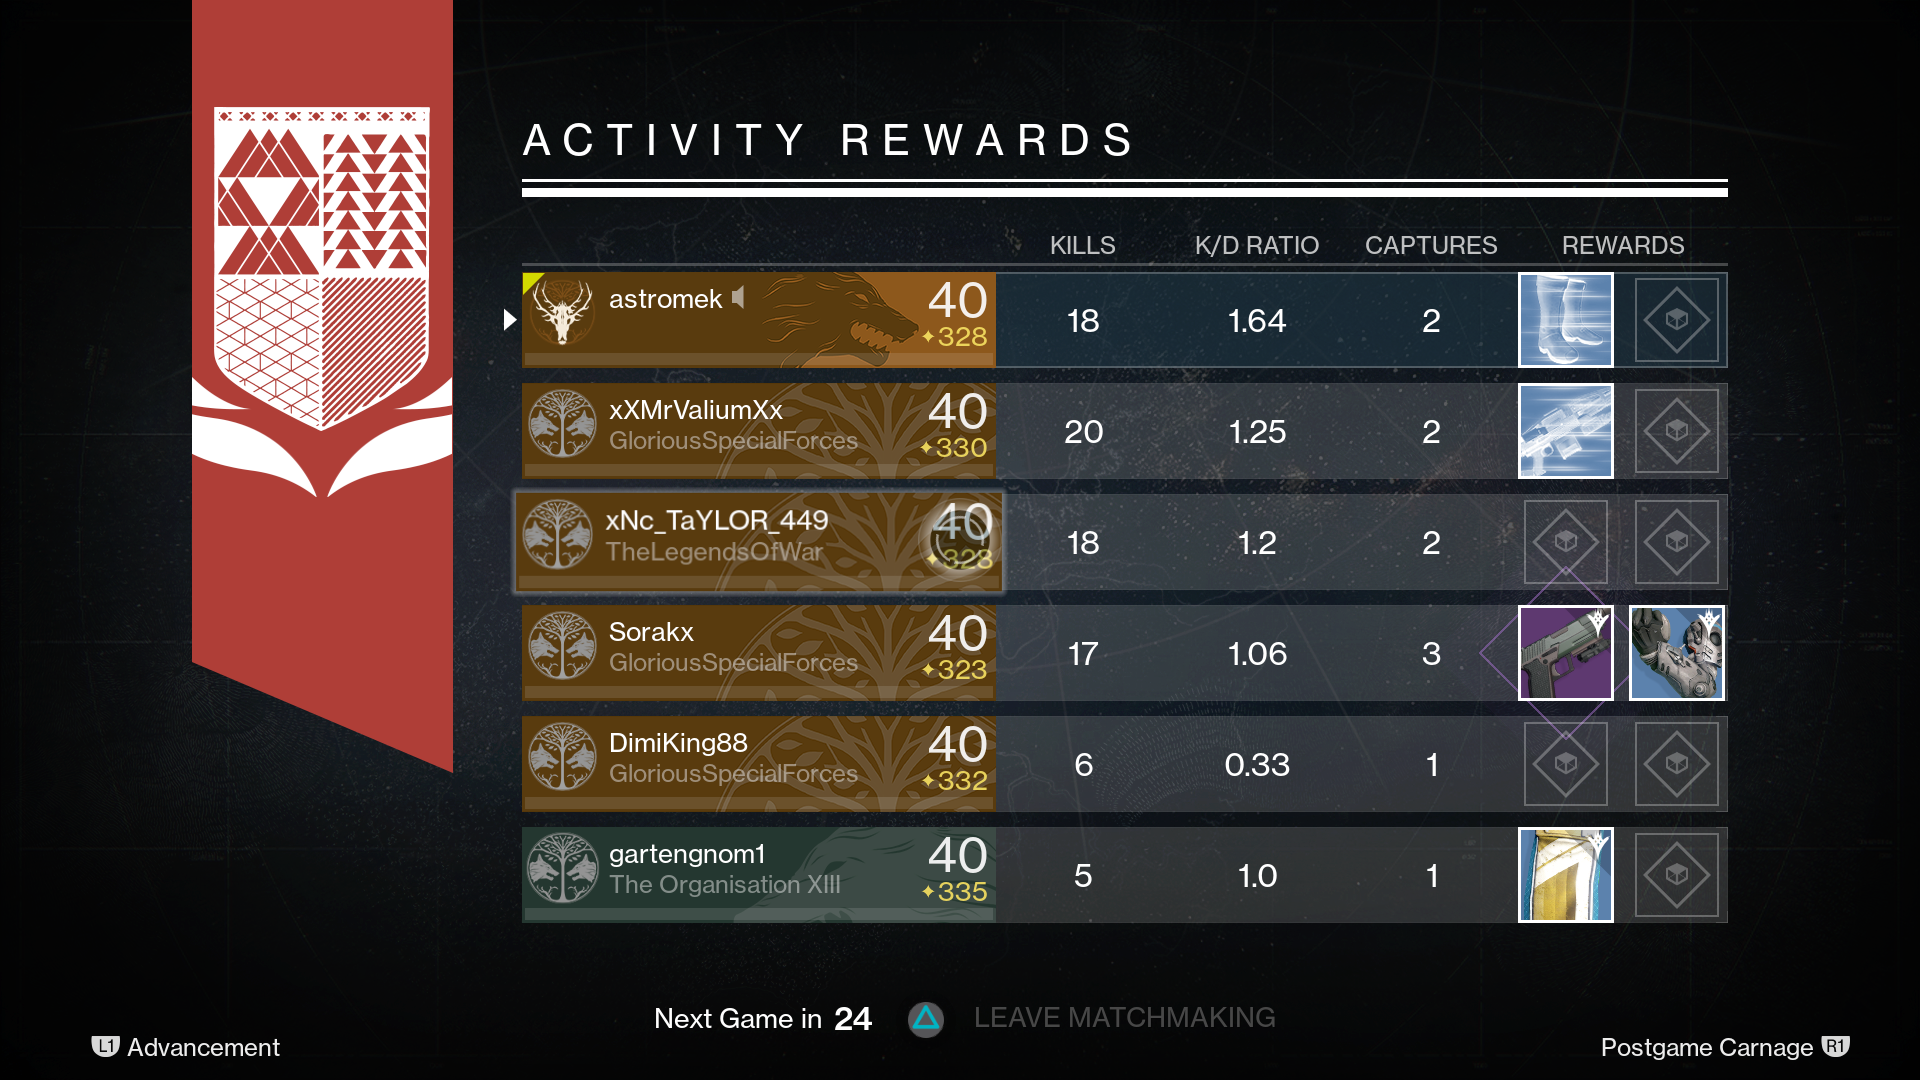 ACTIVITY REWARDS
KILLS K/D RATIO CAPTURES REWARDS
astromek 40 18 1.64 2
328
xXMrValiumXx 40 20 1.25 2
GloriousSpecialForces 330
xNc_TaYLOR_449 40 18 1.2 2
TheLegendsOfWar 328
Sorakx 40 17 1.06 3
GloriousSpecialForces 323
DimiKing88 40 6 0.33 1
GloriousSpecialForces 332
gartengnom1 40 5 1.0 1
The Organisation XIII 335
Next Game in 24 LEAVE MATCHMAKING
L1 Advancement Postgame Carnage R1